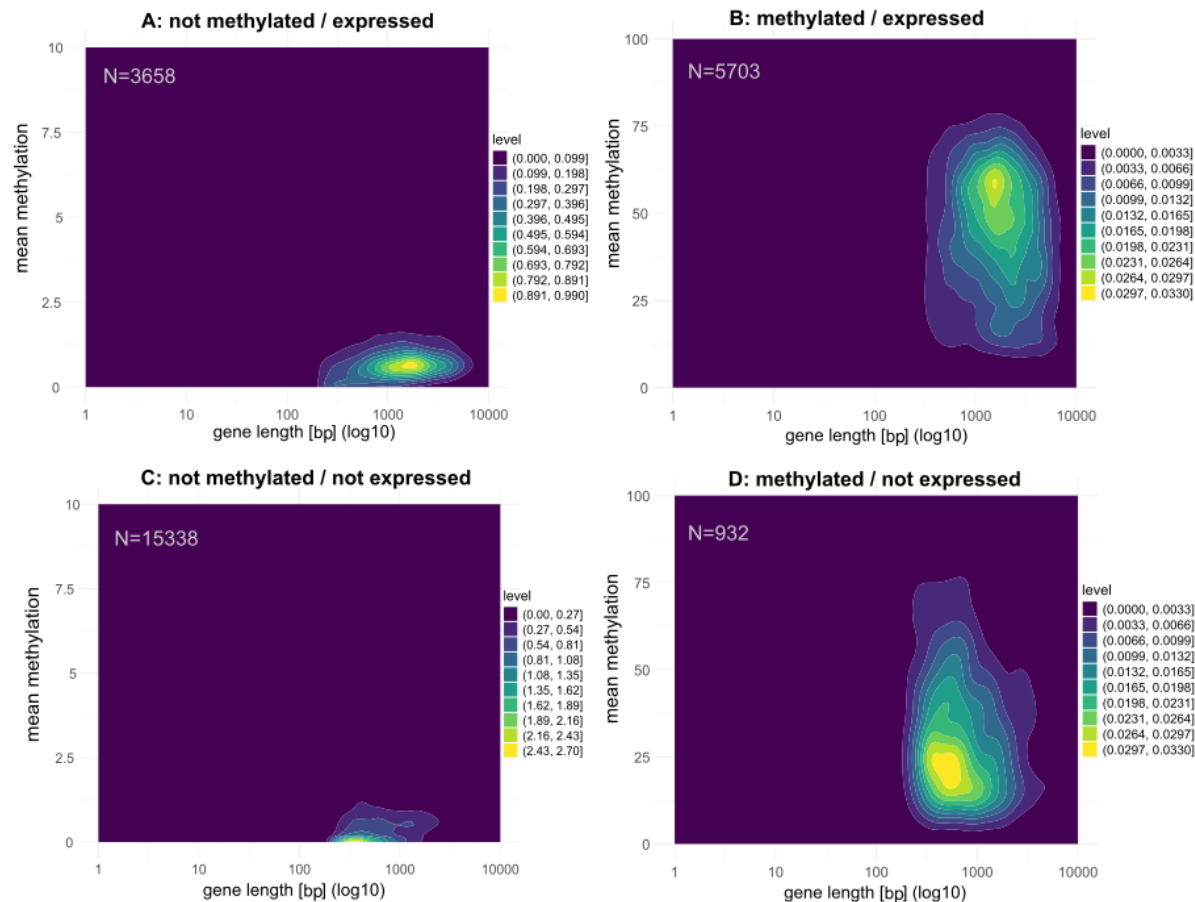 A: not methylated / expressed
10
N=3658
7.5
5
2.5
0
mean methylation
1 10 100 1000 10000
gene length [bp] (log10)
level
(0.000, 0.099]
(0.099, 0.198]
(0.198, 0.297]
(0.297, 0.396]
(0.396, 0.495]
(0.495, 0.594]
(0.594, 0.693]
(0.693, 0.792]
(0.792, 0.891]
(0.891, 0.990]
B: methylated / expressed
100
N=5703
75
50
25
0
mean methylation
1 10 100 1000 10000
gene length [bp] (log10)
level
(0.0000, 0.0033]
(0.0033, 0.0066]
(0.0066, 0.0099]
(0.0099, 0.0132]
(0.0132, 0.0165]
(0.0165, 0.0198]
(0.0198, 0.0231]
(0.0231, 0.0264]
(0.0264, 0.0297]
(0.0297, 0.0330]
C: not methylated / not expressed
10
N=15338
7.5
5
2.5
0
mean methylation
1 10 100 1000 10000
gene length [bp] (log10)
level
(0.00, 0.27]
(0.27, 0.54]
(0.54, 0.81]
(0.81, 1.08]
(1.08, 1.35]
(1.35, 1.62]
(1.62, 1.89]
(1.89, 2.16]
(2.16, 2.43]
(2.43, 2.70]
D: methylated / not expressed
100
N=932
75
50
25
0
mean methylation
1 10 100 1000 10000
gene length [bp] (log10)
level
(0.0000, 0.0033]
(0.0033, 0.0066]
(0.0066, 0.0099]
(0.0099, 0.0132]
(0.0132, 0.0165]
(0.0165, 0.0198]
(0.0198, 0.0231]
(0.0231, 0.0264]
(0.0264, 0.0297]
(0.0297, 0.0330]